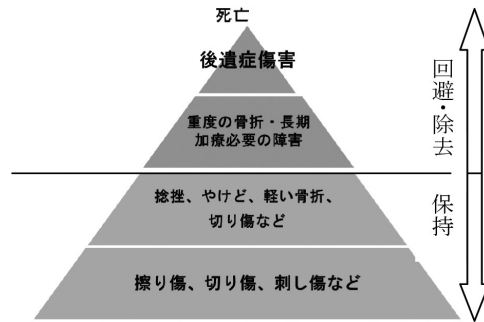 死亡
後遺症傷害
重度の骨折・長期
加療必要の障害
捻挫、やけど、軽い骨折、
切り傷など
擦り傷、切り傷、刺し傷など
回避・除去
保持